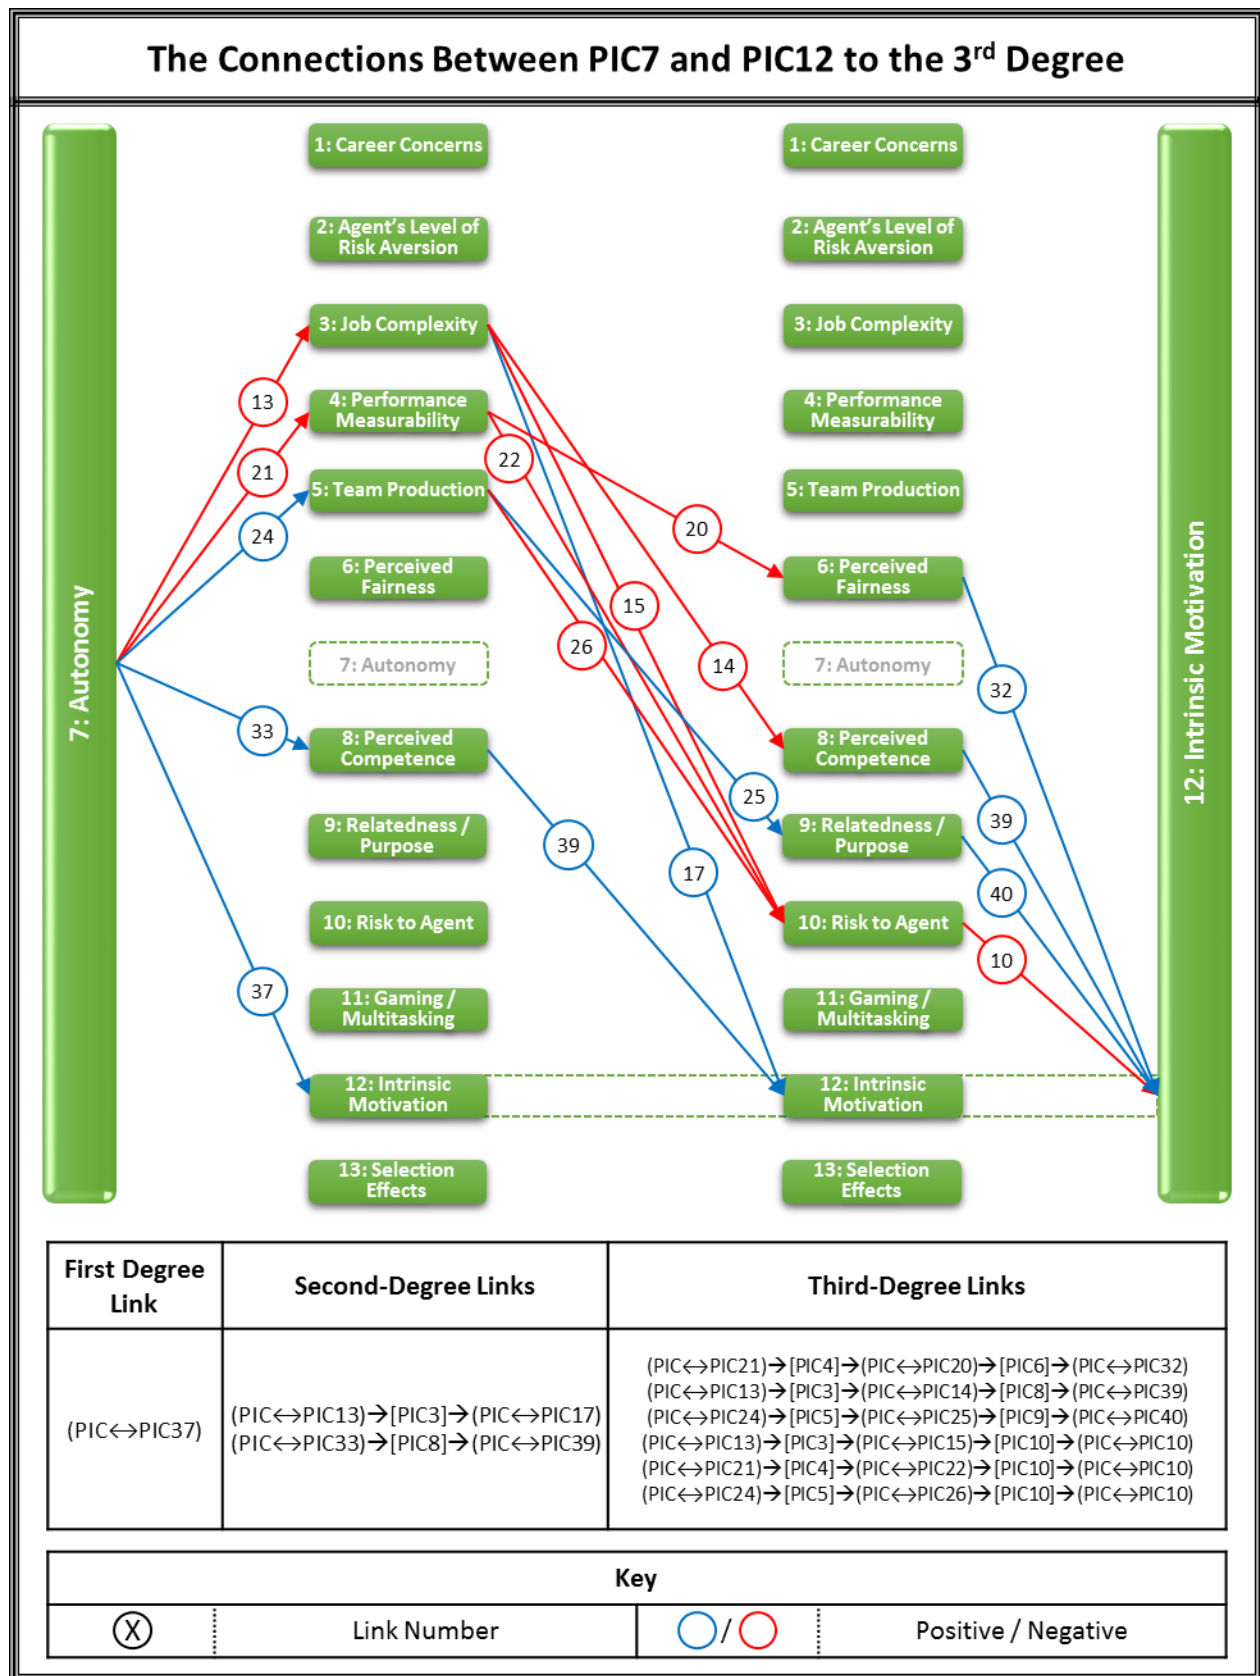 The Connections Between PIC7 and PIC12 to the 3rd Degree
7: Autonomy
1: Career Concerns
2: Agent's Level of
Risk Aversion
3: Job Complexity
4: Performance
Measurability
5: Team Production
6: Perceived
Fairness
7: Autonomy
8: Perceived
Competence
9: Relatedness /
Purpose
10: Risk to Agent
11: Gaming /
Multitasking
12: Intrinsic
Motivation
13: Selection
Effects
1: Career Concerns
2: Agent's Level of
Risk Aversion
3: Job Complexity
4: Performance
Measurability
5: Team Production
6: Perceived
Fairness
7: Autonomy
8: Perceived
Competence
9: Relatedness /
Purpose
10: Risk to Agent
11: Gaming /
Multitasking
12: Intrinsic
Motivation
13: Selection
Effects
12: Intrinsic Motivation
13
21
24
33
37
22
20
15
26
14
25
39
17
32
39
40
10
First Degree
Link
Second-Degree Links
Third-Degree Links
(PIC↔PIC37)
(PIC↔PIC13)→[PIC3]→(PIC↔PIC17)
(PIC↔PIC33)→[PIC8]→(PIC↔PIC39)
(PIC↔PIC21)→[PIC4]→(PIC↔PIC20)→[PIC6]→(PIC↔PIC32)
(PIC↔PIC13)→[PIC3]→(PIC↔PIC14)→[PIC8]→(PIC↔PIC39)
(PIC↔PIC24)→[PIC5]→(PIC↔PIC25)→[PIC9]→(PIC↔PIC40)
(PIC↔PIC13)→[PIC3]→(PIC↔PIC15)→[PIC10]→(PIC↔PIC10)
(PIC↔PIC21)→[PIC4]→(PIC↔PIC22)→[PIC10]→(PIC↔PIC10)
(PIC↔PIC24)→[PIC5]→(PIC↔PIC26)→[PIC10]→(PIC↔PIC10)
Key
X
Link Number
/
Positive / Negative